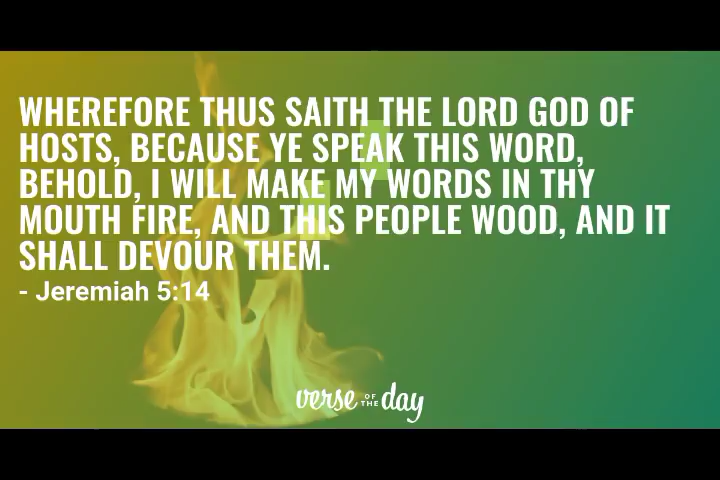 WHEREFORE THUS SAITH THE LORD GOD OF
HOSTS, BECAUSE YE SPEAK THIS WORD,
BEHOLD, I WILL MAKE MY WORDS IN THY
MOUTH FIRE, AND THIS PEOPLE WOOD, AND IT
SHALL DEVOUR THEM.
- Jeremiah 5:14
verse OF THE day